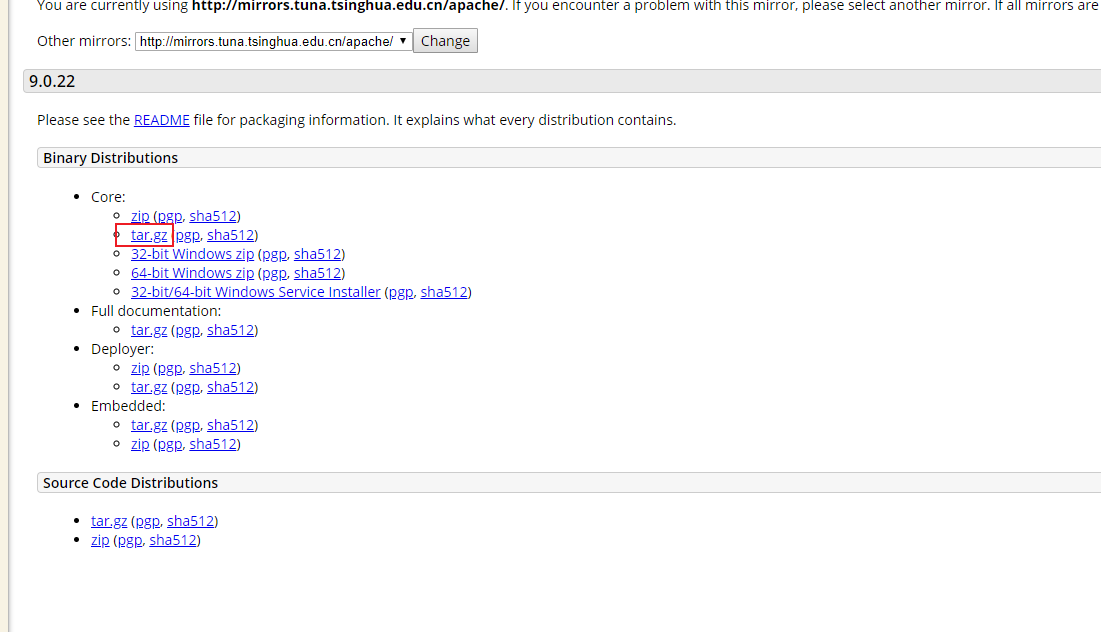 You are currently using http://mirrors.tuna.tsinghua.edu.cn/apache/. If you encounter a problem with this mirror, please select another mirror. If all mirrors are
Other mirrors: http://mirrors.tuna.tsinghua.edu.cn/apache/ Change
9.0.22
Please see the README file for packaging information. It explains what every distribution contains.
Binary Distributions
Core:
zip (pgp, sha512)
tar.gz (pgp, sha512)
32-bit Windows zip (pgp, sha512)
64-bit Windows zip (pgp, sha512)
32-bit/64-bit Windows Service Installer (pgp, sha512)
Full documentation:
tar.gz (pgp, sha512)
Deployer:
zip (pgp, sha512)
tar.gz (pgp, sha512)
Embedded:
tar.gz (pgp, sha512)
zip (pgp, sha512)
Source Code Distributions
tar.gz (pgp, sha512)
zip (pgp, sha512)